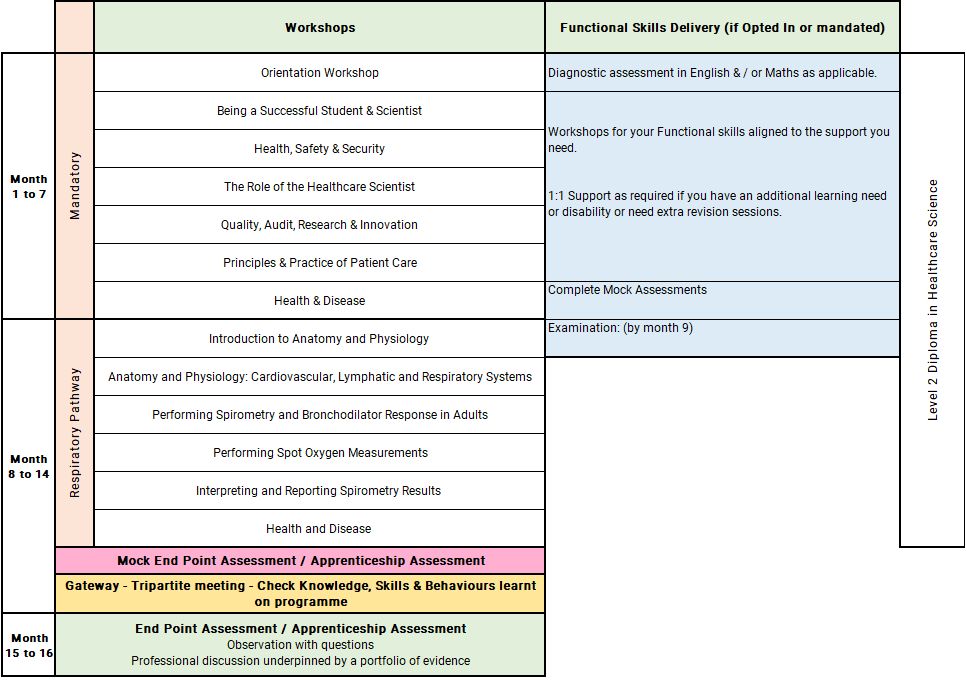 Workshops
Functional Skills Delivery (if Opted In or mandated)
Month
1 to 7
Mandatory
Orientation Workshop
Diagnostic assessment in English & / or Maths as applicable.
Being a Successful Student & Scientist
Health, Safety & Security
The Role of the Healthcare Scientist
Quality, Audit, Research & Innovation
Principles & Practice of Patient Care
Health & Disease
Workshops for your Functional skills aligned to the support you
need.
1:1 Support as required if you have an additional learning need
or disability or need extra revision sessions.
Complete Mock Assessments
Level 2 Diploma in Healthcare Science
Month
8 to 14
Respiratory Pathway
Introduction to Anatomy and Physiology
Examination: (by month 9)
Anatomy and Physiology: Cardiovascular, Lymphatic and Respiratory Systems
Performing Spirometry and Bronchodilator Response in Adults
Performing Spot Oxygen Measurements
Interpreting and Reporting Spirometry Results
Health and Disease
Mock End Point Assessment / Apprenticeship Assessment
Gateway - Tripartite meeting - Check Knowledge, Skills & Behaviours learnt
on programme
Month
15 to 16
End Point Assessment / Apprenticeship Assessment
Observation with questions
Professional discussion underpinned by a portfolio of evidence